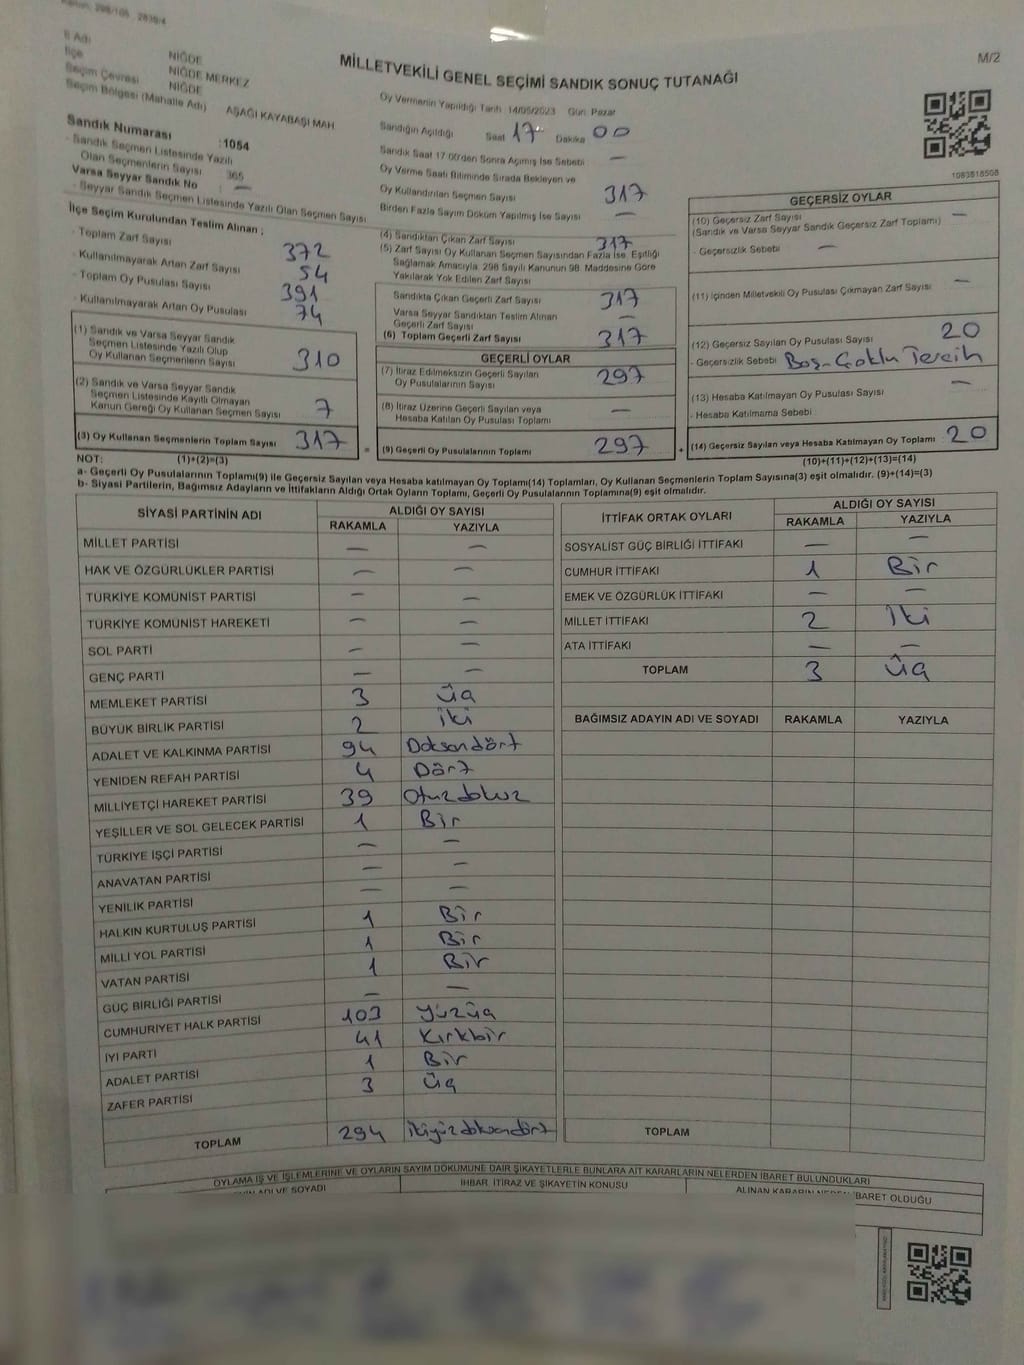 İl Adı NİĞDE
İlçe NİĞDE MERKEZ
Seçim Çevresi NİĞDE
Seçim Bölgesi (Mahalle Adı) AŞAĞI KAYABAŞI MAH.
Sandık Numarası :1054
- Sandık Seçmen Listesinde Yazılı
Olan Seçmenlerin Sayısı 365
Varsa Seyyar Sandık No : —
- Seyyar Sandık Seçmen Listesinde Yazılı Olan Seçmen Sayısı
İlçe Seçim Kurulundan Teslim Alınan ;
- Toplam Zarf Sayısı 372
- Kullanılmayarak Artan Zarf Sayısı 54
- Toplam Oy Pusulası Sayısı 391
- Kullanılmayarak Artan Oy Pusulası 74
(1) Sandık ve Varsa Seyyar Sandık
Seçmen Listesinde Yazılı Olup
Oy Kullanan Seçmenlerin Sayısı 310
(2) Sandık ve Varsa Seyyar Sandık
Seçmen Listesinde Kayıtlı Olmayan
Kanun Gereği Oy Kullanan Seçmen Sayısı 7
(3) Oy Kullanan Seçmenlerin Toplam Sayısı 317
MİLLETVEKİLİ GENEL SEÇİMİ SANDIK SONUÇ TUTANAĞI
M/2
Oy Vermenin Yapıldığı Tarih 14/05/2023 Gün: Pazar
Sandığın Açıldığı Saat 17 Dakika 00
Sandık Saat 17:00'den Sonra Açılmış İse Sebebi —
Oy Verme Saati Bitiminde Sırada Bekleyen ve
Oy Kullandırılan Seçmen Sayısı 317
Birden Fazla Sayım Döküm Yapılmış İse Sayısı —
(4) Sandıktan Çıkan Zarf Sayısı 317
(5) Zarf Sayısı Oy Kullanan Seçmen Sayısından Fazla İse, Eşitliği
Sağlamak Amacıyla, 298 Sayılı Kanunun 98. Maddesine Göre
Yakılarak Yok Edilen Zarf Sayısı
Sandıkta Çıkan Geçerli Zarf Sayısı 317
Varsa Seyyar Sandıktan Teslim Alınan
Geçerli Zarf Sayısı —
(6) Toplam Geçerli Zarf Sayısı 317
GEÇERLİ OYLAR
(7) İtiraz Edilmeksizin Geçerli Sayılan
Oy Pusulalarının Sayısı 297
(8) İtiraz Üzerine Geçerli Sayılan veya
Hesaba Katılan Oy Pusulası Toplamı —
= (9) Geçerli Oy Pusulalarının Toplamı 297
1083618508
GEÇERSİZ OYLAR
(10) Geçersiz Zarf Sayısı —
(Sandık ve Varsa Seyyar Sandık Geçersiz Zarf Toplamı)
- Geçersizlik Sebebi —
(11) İçinden Milletvekili Oy Pusulası Çıkmayan Zarf Sayısı —
(12) Geçersiz Sayılan Oy Pusulası Sayısı 20
- Geçersizlik Sebebi Boş-Çoklu Tercih
(13) Hesaba Katılmayan Oy Pusulası Sayısı —
- Hesaba Katılmama Sebebi
+ (14) Geçersiz Sayılan veya Hesaba Katılmayan Oy Toplamı 20
NOT: (1)+(2)=(3)
(10)+(11)+(12)+(13)=(14)
a- Geçerli Oy Pusulalarının Toplamı(9) ile Geçersiz Sayılan veya Hesaba katılmayan Oy Toplamı(14) Toplamları, Oy Kullanan Seçmenlerin Toplam Sayısına(3) eşit olmalıdır. (9)+(14)=(3)
b- Siyasi Partilerin, Bağımsız Adayların ve İttifakların Aldığı Ortak Oyların Toplamı, Geçerli Oy Pusulalarının Toplamına(9) eşit olmalıdır.
SİYASİ PARTİNİN ADI ALDIĞI OY SAYISI
RAKAMLA YAZIYLA
MİLLET PARTİSİ — —
HAK VE ÖZGÜRLÜKLER PARTİSİ — —
TÜRKİYE KOMÜNİST PARTİSİ — —
TÜRKİYE KOMÜNİST HAREKETİ — —
SOL PARTİ — —
GENÇ PARTİ — —
MEMLEKET PARTİSİ 3 üç
BÜYÜK BİRLİK PARTİSİ 2 iki
ADALET VE KALKINMA PARTİSİ 94 Doksandört
YENİDEN REFAH PARTİSİ 4 Dört
MİLLİYETÇİ HAREKET PARTİSİ 39 Otuzdokuz
YEŞİLLER VE SOL GELECEK PARTİSİ 1 Bir
TÜRKİYE İŞÇİ PARTİSİ — —
ANAVATAN PARTİSİ — —
YENİLİK PARTİSİ — —
HALKIN KURTULUŞ PARTİSİ 1 Bir
MİLLİ YOL PARTİSİ 1 Bir
VATAN PARTİSİ 1 Bir
GÜÇ BİRLİĞİ PARTİSİ — —
CUMHURİYET HALK PARTİSİ 103 Yüzüç
İYİ PARTİ 41 Kırkbir
ADALET PARTİSİ 1 Bir
ZAFER PARTİSİ 3 üç
TOPLAM 294 ikiyüzdoksandört
İTTİFAK ORTAK OYLARI ALDIĞI OY SAYISI
RAKAMLA YAZIYLA
SOSYALİST GÜÇ BİRLİĞİ İTTİFAKI — —
CUMHUR İTTİFAKI 1 Bir
EMEK VE ÖZGÜRLÜK İTTİFAKI — —
MİLLET İTTİFAKI 2 İki
ATA İTTİFAKI — —
TOPLAM 3 üç
BAĞIMSIZ ADAYIN ADI VE SOYADI RAKAMLA YAZIYLA
TOPLAM
OYLAMA İŞ VE İŞLEMLERİNE VE OYLARIN SAYIM DÖKÜMÜNE DAİR ŞİKAYETLERLE BUNLARA AİT KARARLARIN NELERDEN İBARET BULUNDUKLARI
ADI VE SOYADI İHBAR, İTİRAZ VE ŞİKAYETİN KONUSU ALINAN KARARIN NEDEN İBARET OLDUĞU